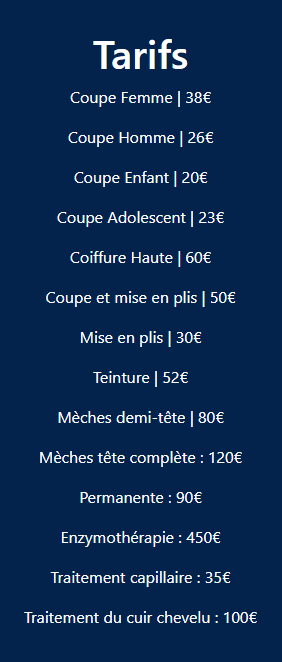 Tarifs
Coupe Femme | 38€
Coupe Homme | 26€
Coupe Enfant | 20€
Coupe Adolescent | 23€
Coiffure Haute | 60€
Coupe et mise en plis | 50€
Mise en plis | 30€
Teinture | 52€
Mèches demi-tête | 80€
Mèches tête complète : 120€
Permanente : 90€
Enzymothérapie : 450€
Traitement capillaire : 35€
Traitement du cuir chevelu : 100€